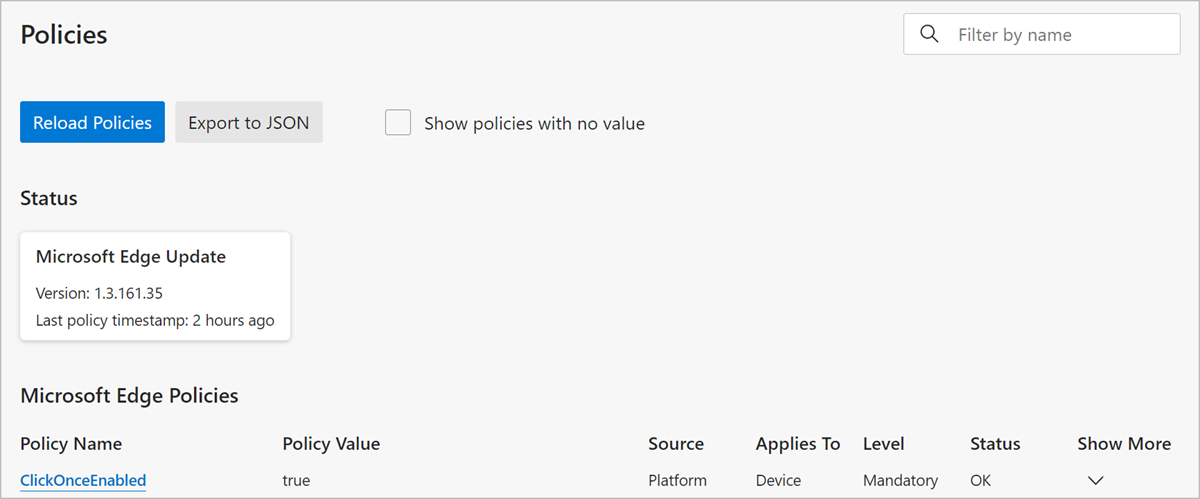 Policies
Filter by name
Reload Policies
Export to JSON
Show policies with no value
Status
Microsoft Edge Update
Version: 1.3.161.35
Last policy timestamp: 2 hours ago
Microsoft Edge Policies
Policy Name Policy Value Source Applies To Level Status Show More
ClickOnceEnabled true Platform Device Mandatory OK